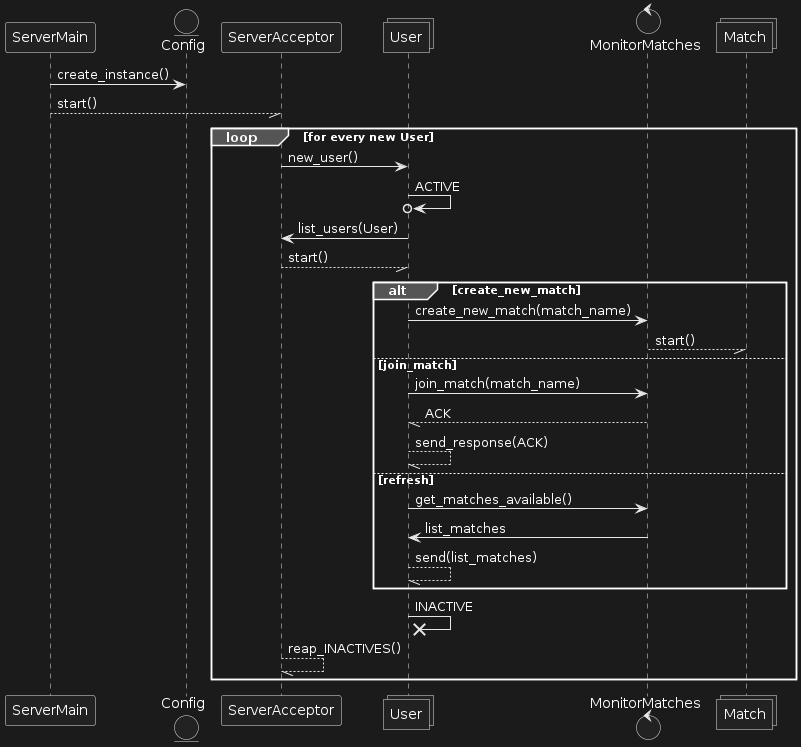 ServerMain
Config
ServerAcceptor
User
MonitorMatches
Match
create_instance()
start()
loop
[for every new User]
new_user()
ACTIVE
list_users(User)
start()
alt
[create_new_match]
create_new_match(match_name)
start()
[join_match]
join_match(match_name)
ACK
send_response(ACK)
[refresh]
get_matches_available()
list_matches
send(list_matches)
INACTIVE
reap_INACTIVES()
ServerMain
Config
ServerAcceptor
User
MonitorMatches
Match